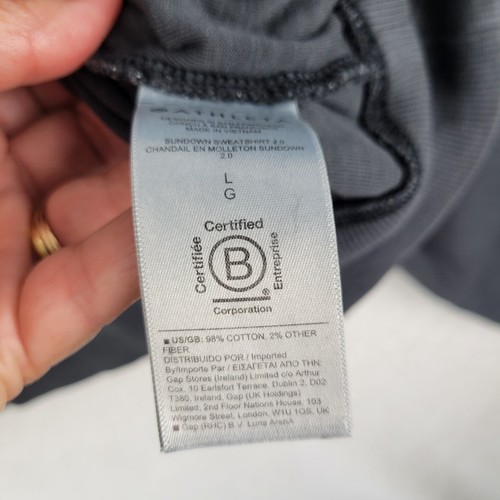 ATHLETA
MADE IN VIETNAM
SUNDOWN SWEATSHIRT 2.0
CHANDAIL EN MOLLETON SUNDOWN
2.0
L
G
Certified
Certifiée
B
Entreprise
®
Corporation
■ US/GB: 98% COTTON, 2% OTHER
FIBER
DISTRIBUIDO POR / Imported
By/Importe Par / ΕΙΣΑΓΕΤΑΙ ΑΠΟ ΤΗΝ:
Gap Stores (Ireland) Limited c/o Arthur
Cox, 10 Earlsfort Terrace, Dublin 2, D02
T380, Ireland, Gap (UK Holdings)
Limited, 2nd Floor Nations House, 103
Wigmore Street, London, W1U 1QS, UK
■ Gap (RHC) B.V. Luna ArenA